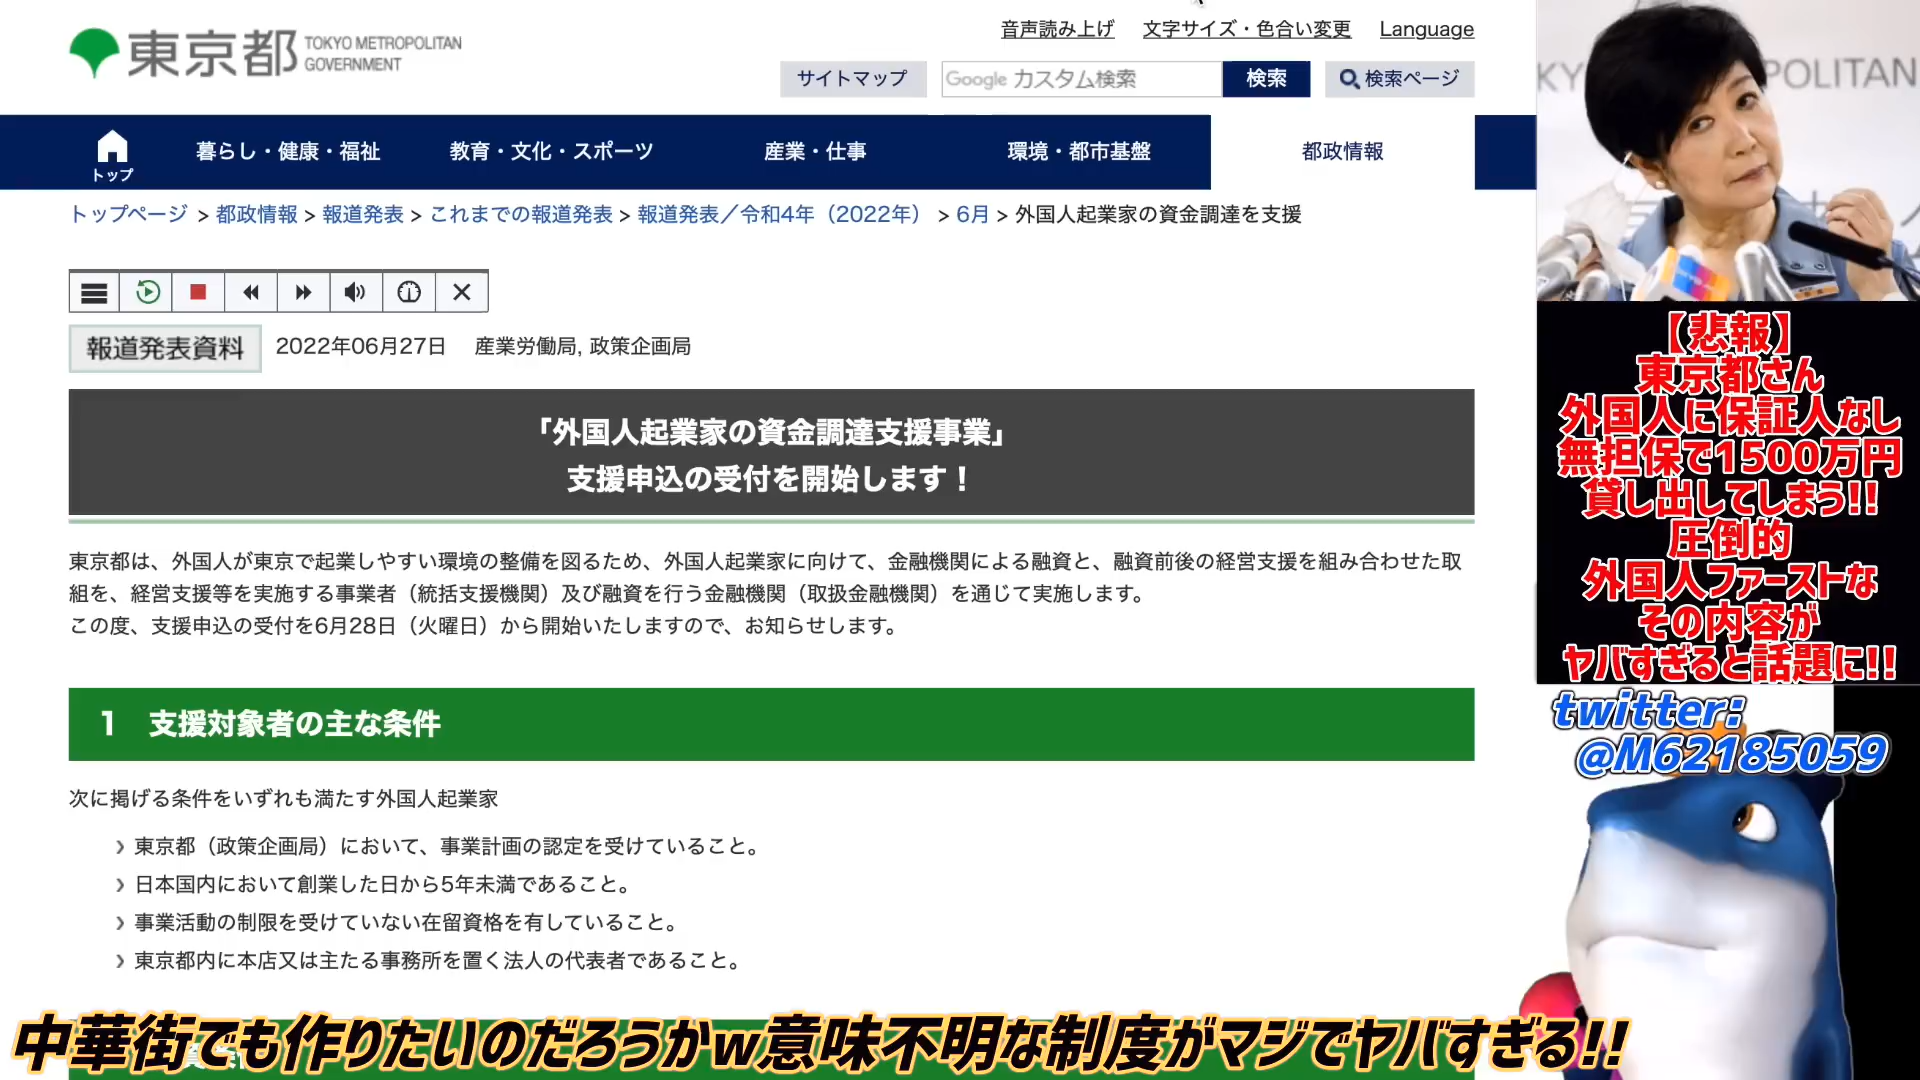 東京都 TOKYO METROPOLITAN
GOVERNMENT
音声読み上げ 文字サイズ・色合い変更 Language
サイトマップ Google カスタム検索 検索 検索ページ
トップ 暮らし・健康・福祉 教育・文化・スポーツ 産業・仕事 環境・都市基盤 都政情報
トップページ > 都政情報 > 報道発表 > これまでの報道発表 > 報道発表／令和4年（2022年） > 6月 > 外国人起業家の資金調達を支援
報道発表資料 2022年06月27日 産業労働局, 政策企画局
「外国人起業家の資金調達支援事業」
支援申込の受付を開始します！
東京都は、外国人が東京で起業しやすい環境の整備を図るため、外国人起業家に向けて、金融機関による融資と、融資前後の経営支援を組み合わせた取
組を、経営支援等を実施する事業者（統括支援機関）及び融資を行う金融機関（取扱金融機関）を通じて実施します。
この度、支援申込の受付を6月28日（火曜日）から開始いたしますので、お知らせします。
1 支援対象者の主な条件
次に掲げる条件をいずれも満たす外国人起業家
› 東京都（政策企画局）において、事業計画の認定を受けていること。
› 日本国内において創業した日から5年未満であること。
› 事業活動の制限を受けていない在留資格を有していること。
› 東京都内に本店又は主たる事務所を置く法人の代表者であること。
POLITAN
【悲報】
東京都さん
外国人に保証人なし
無担保で1500万円
貸し出してしまう!!
圧倒的
外国人ファーストな
その内容が
ヤバすぎると話題に!!
twitter:
@M62185059
中華街でも作りたいのだろうかw意味不明な制度がマジでヤバすぎる!!